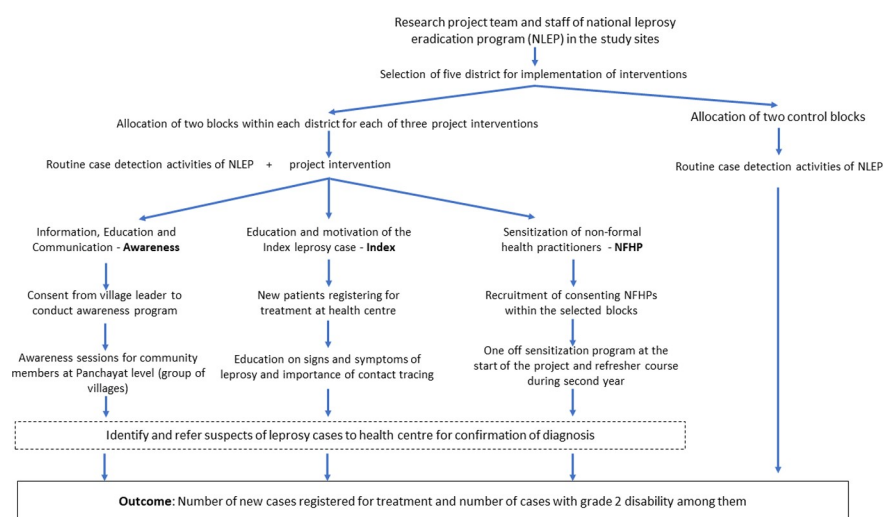 Research project team and staff of national leprosy
eradication program (NLEP) in the study sites
Selection of five district for implementation of interventions
Allocation of two blocks within each district for each of three project interventions
Allocation of two control blocks
Routine case detection activities of NLEP + project intervention
Routine case detection activities of NLEP
Information, Education and
Communication - Awareness
Education and motivation of the
Index leprosy case - Index
Sensitization of non-formal
health practitioners - NFHP
Consent from village leader to
conduct awareness program
New patients registering for
treatment at health centre
Recruitment of consenting NFHPs
within the selected blocks
Awareness sessions for community
members at Panchayat level (group of
villages)
Education on signs and symptoms of
leprosy and importance of contact tracing
One off sensitization program at the
start of the project and refresher course
during second year
Identify and refer suspects of leprosy cases to health centre for confirmation of diagnosis
Outcome: Number of new cases registered for treatment and number of cases with grade 2 disability among them